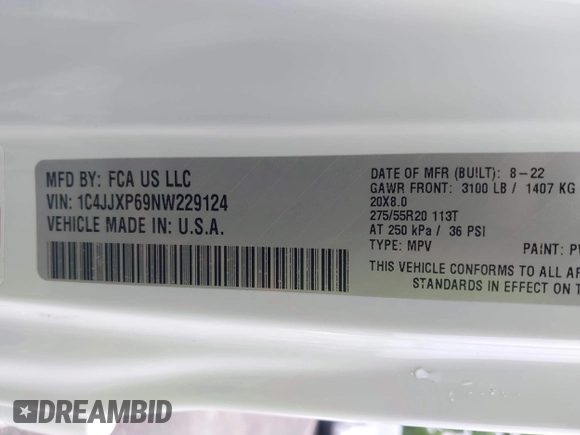 MFD BY: FCA US LLC
VIN: 1C4JJXP69NW229124
VEHICLE MADE IN: U.S.A.
DATE OF MFR (BUILT): 8-22
GAWR FRONT: 3100 LB / 1407 KG
20X8.0
275/55R20 113T
AT 250 kPa / 36 PSI
TYPE: MPV PAINT:
THIS VEHICLE CONFORMS TO ALL
STANDARDS IN EFFECT ON
DREAMBID